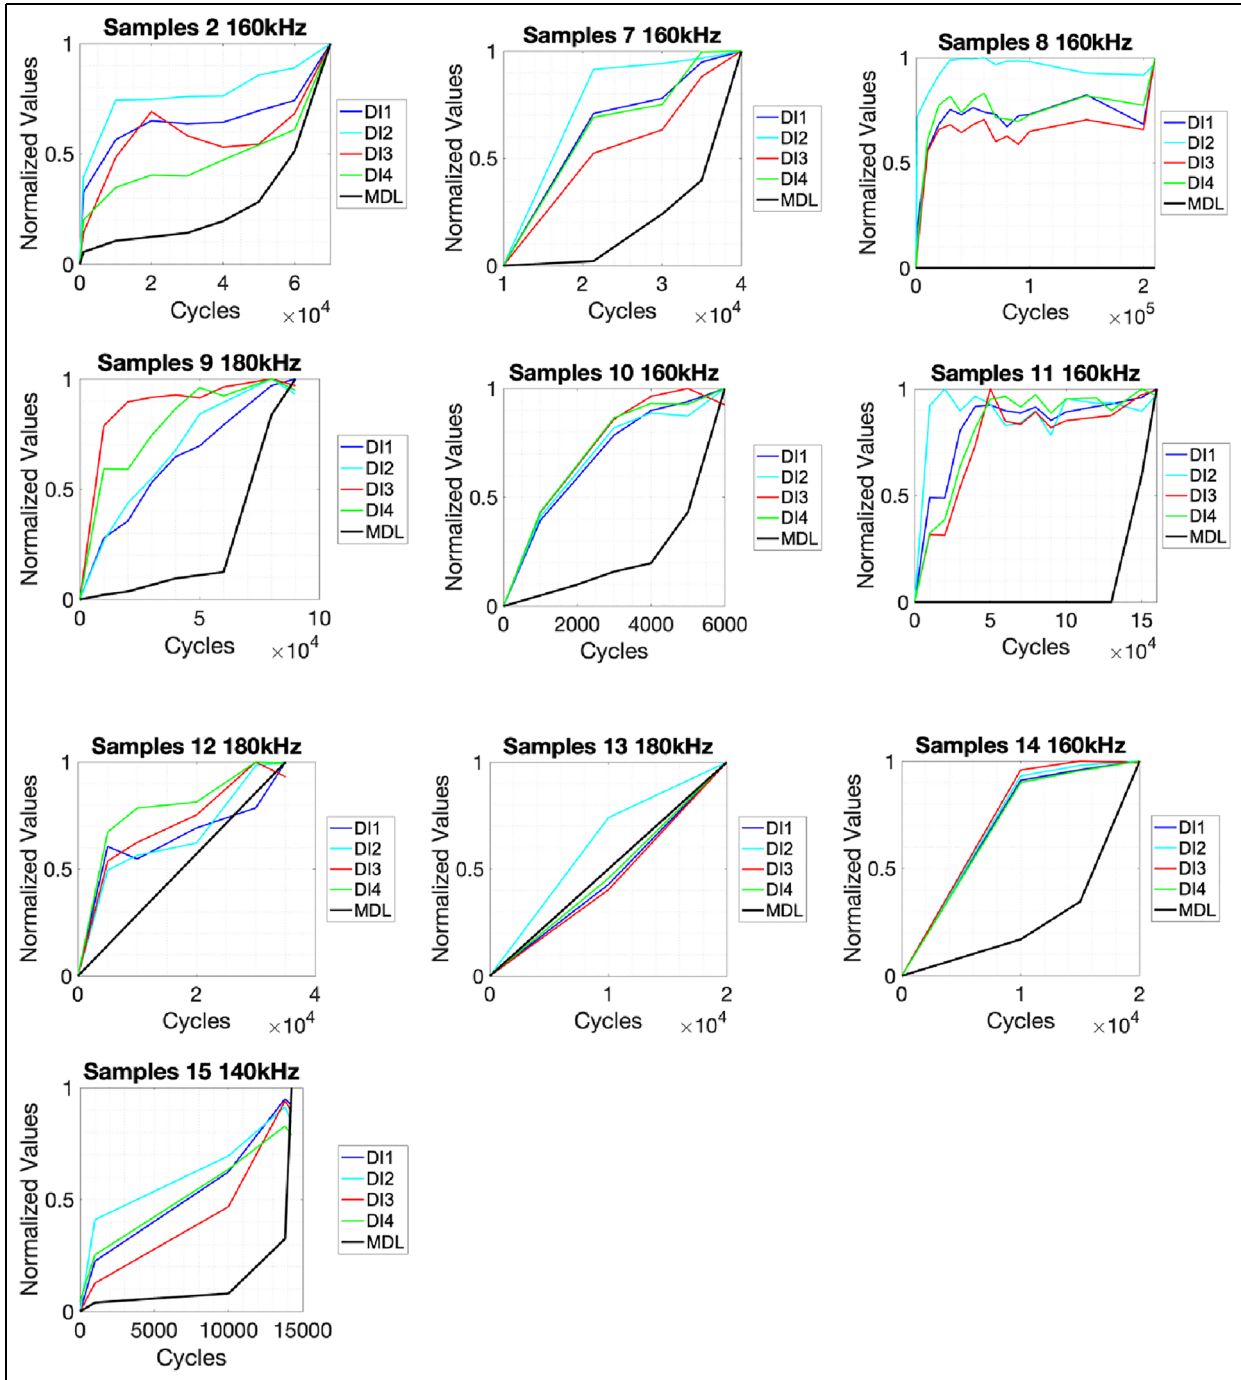 Samples 2 160kHz
Normalized Values
1
0.5
0
0 2 4 6
Cycles ×10^4
DI1
DI2
DI3
DI4
MDL
Samples 7 160kHz
Normalized Values
1
0.5
0
1 2 3 4
Cycles ×10^4
DI1
DI2
DI3
DI4
MDL
Samples 8 160kHz
Normalized Values
1
0.5
0
0 1 2
Cycles ×10^5
DI1
DI2
DI3
DI4
MDL
Samples 9 180kHz
Normalized Values
1
0.5
0
0 5 10
Cycles ×10^4
DI1
DI2
DI3
DI4
MDL
Samples 10 160kHz
Normalized Values
1
0.5
0
0 2000 4000 6000
Cycles
DI1
DI2
DI3
DI4
MDL
Samples 11 160kHz
Normalized Values
1
0.5
0
0 5 10 15
Cycles ×10^4
DI1
DI2
DI3
DI4
MDL
Samples 12 180kHz
Normalized Values
1
0.5
0
0 2 4
Cycles ×10^4
DI1
DI2
DI3
DI4
MDL
Samples 13 180kHz
Normalized Values
1
0.5
0
0 1 2
Cycles ×10^4
DI1
DI2
DI3
DI4
MDL
Samples 14 160kHz
Normalized Values
1
0.5
0
0 1 2
Cycles ×10^4
DI1
DI2
DI3
DI4
MDL
Samples 15 140kHz
Normalized Values
1
0.5
0
0 5000 10000 15000
Cycles
DI1
DI2
DI3
DI4
MDL